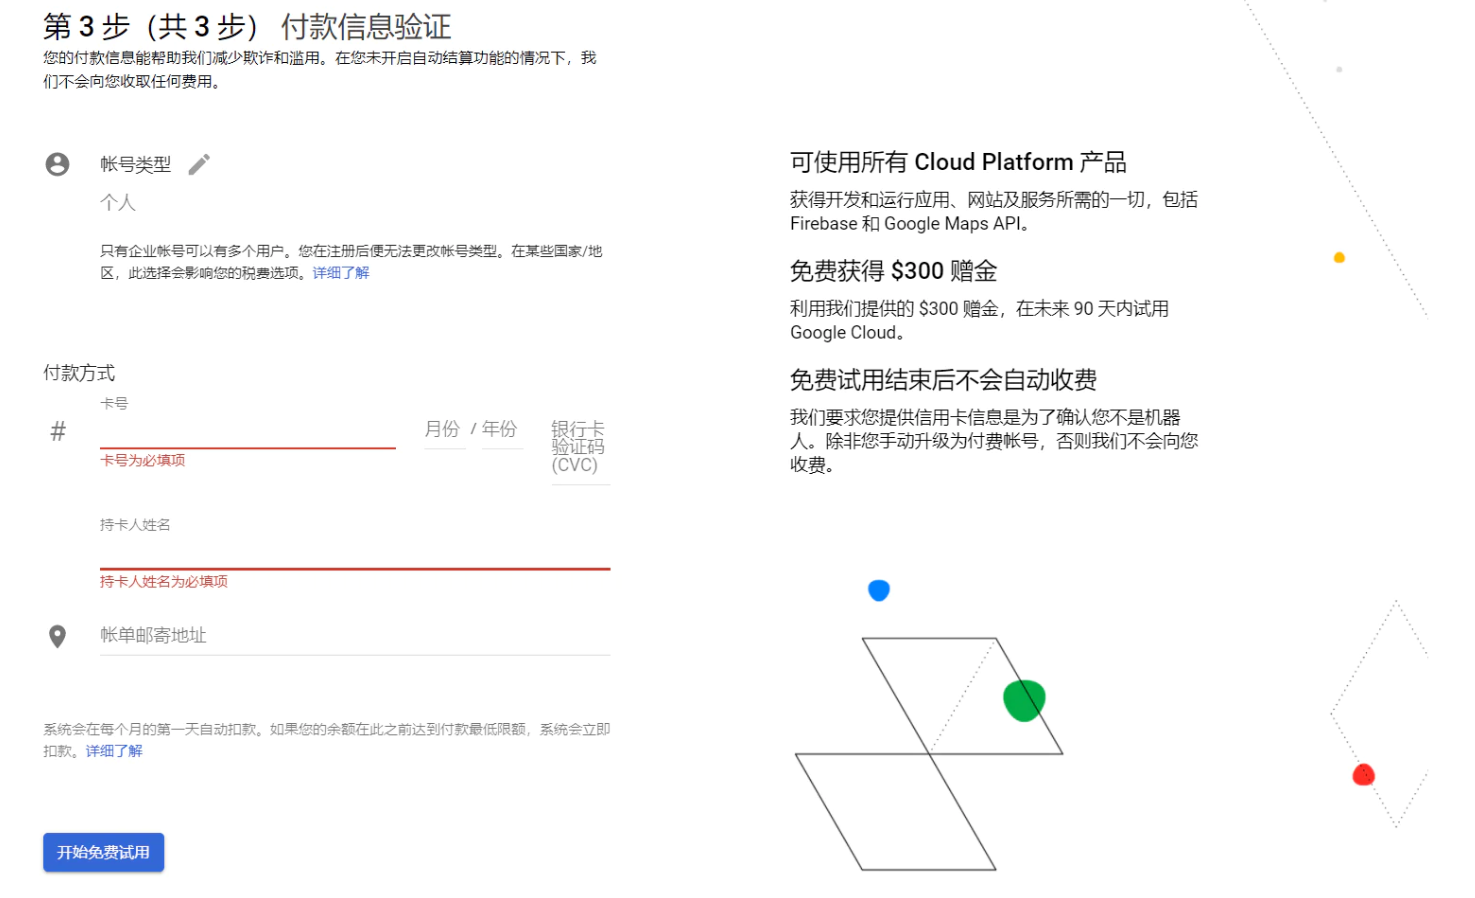 第 3 步（共 3 步） 付款信息验证
您的付款信息能帮助我们减少欺诈和滥用。在您未开启自动结算功能的情况下，我
们不会向您收取任何费用。
帐号类型
个人
只有企业帐号可以有多个用户。您在注册后便无法更改帐号类型。在某些国家/地
区，此选择会影响您的税费选项。详细了解
付款方式
卡号
#
月份 / 年份
银行卡
验证码
(CVC)
卡号为必填项
持卡人姓名
持卡人姓名为必填项
帐单邮寄地址
系统会在每个月的第一天自动扣款。如果您的余额在此之前达到付款最低限额，系统会立即
扣款。详细了解
开始免费试用
可使用所有 Cloud Platform 产品
获得开发和运行应用、网站及服务所需的一切，包括
Firebase 和 Google Maps API。
免费获得 $300 赠金
利用我们提供的 $300 赠金，在未来 90 天内试用
Google Cloud。
免费试用结束后不会自动收费
我们要求您提供信用卡信息是为了确认您不是机器
人。除非您手动升级为付费帐号，否则我们不会向您
收费。